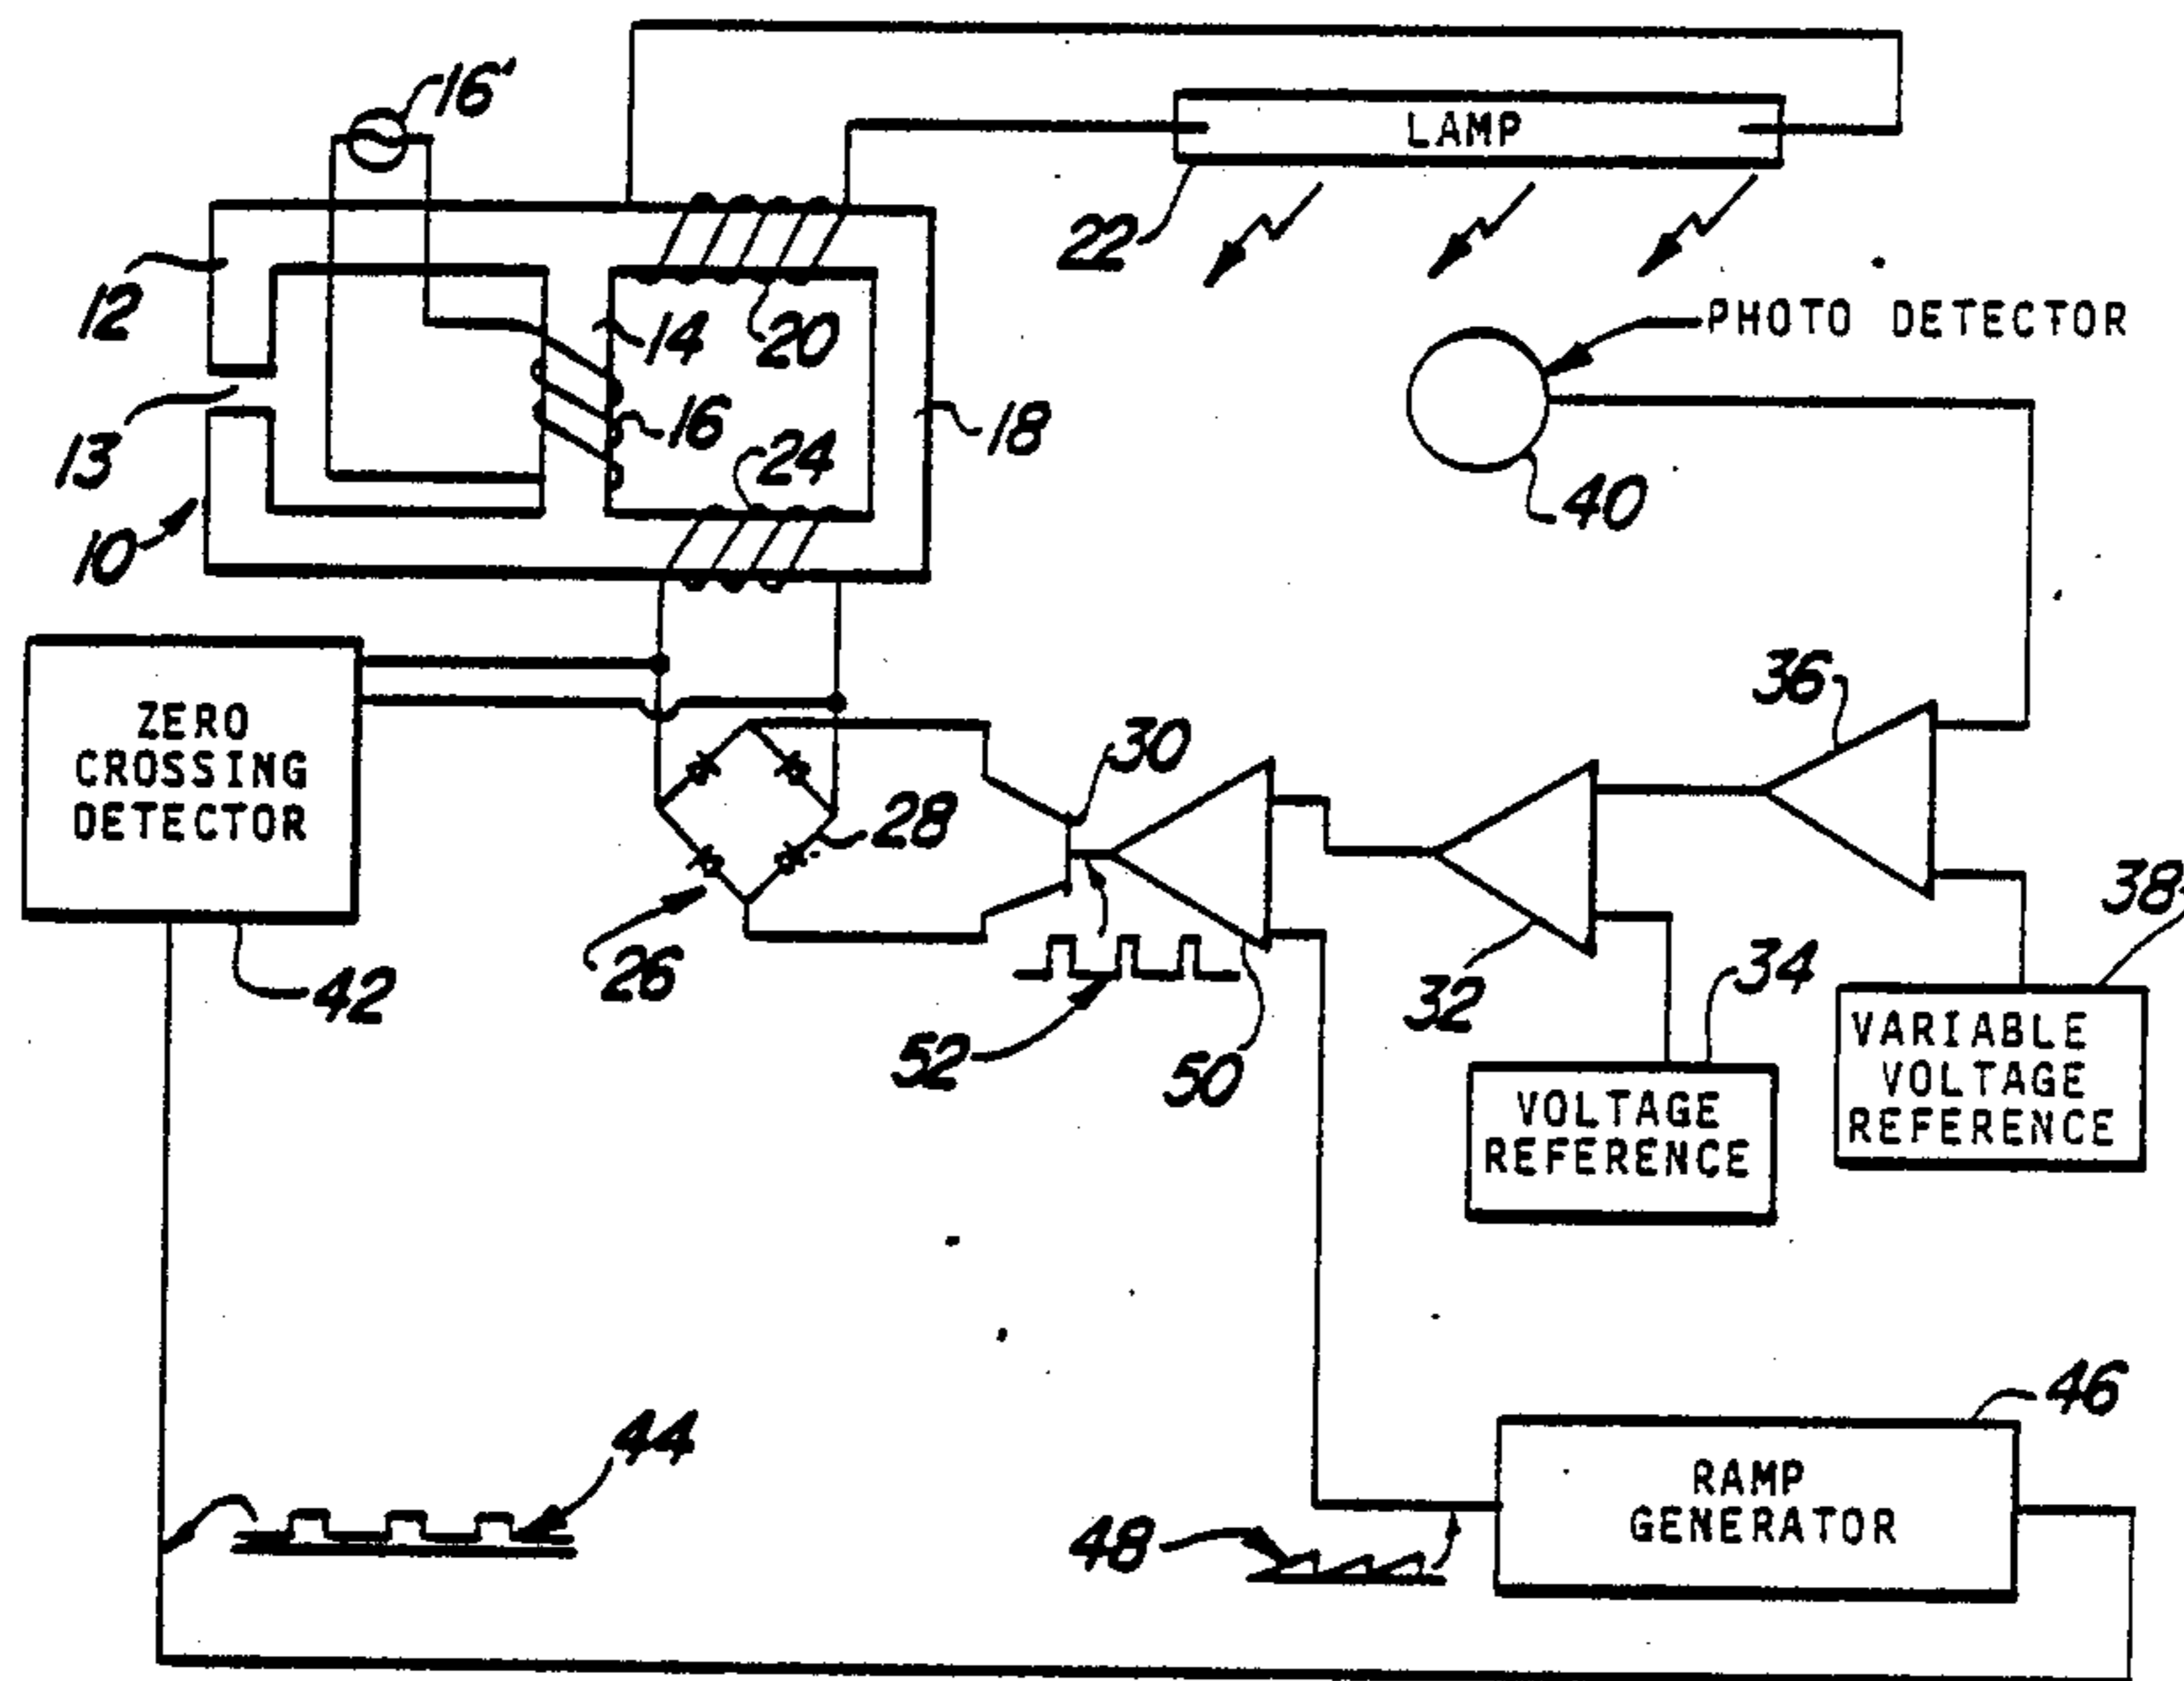 16'
LAMP
12
22
14
20
PHOTO DETECTOR
13
16
18
24
40
10
ZERO
CROSSING
DETECTOR
36
30
28
38
26
42
32
34
52
50
VARIABLE
VOLTAGE
REFERENCE
VOLTAGE
REFERENCE
46
44
RAMP
GENERATOR
48